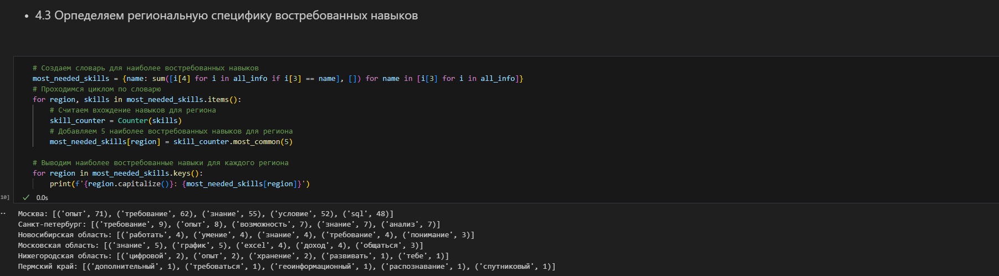 • 4.3 Орпеделяем региональную специфику востребованных навыков
# Создаем словарь для наиболее востребованных навыков
most_needed_skills = {name: sum([i[4] for i in all_info if i[3] == name], []) for name in [i[3] for i in all_info]}
# Проходимся циклом по словарю
for region, skills in most_needed_skills.items():
    # Считаем вхождение навыков для региона
    skill_counter = Counter(skills)
    # Добавляем 5 наиболее востребованных навыков для региона
    most_needed_skills[region] = skill_counter.most_common(5)
# Выводим наиболее востребованные навыки для каждого региона
for region in most_needed_skills.keys():
    print(f'{region.capitalize()}: {most_needed_skills[region]}')
10] ✓ 0.0s
Москва: [('опыт', 71), ('требование', 62), ('знание', 55), ('условие', 52), ('sql', 48)]
Санкт-петербург: [('требование', 9), ('опыт', 8), ('возможность', 7), ('знание', 7), ('анализ', 7)]
Новосибирская область: [('работать', 4), ('умение', 4), ('знание', 4), ('требование', 4), ('понимание', 3)]
Московская область: [('знание', 5), ('график', 5), ('excel', 4), ('доход', 4), ('общаться', 3)]
Нижегородская область: [('цифровой', 2), ('опыт', 2), ('хранение', 2), ('развивать', 1), ('тебе', 1)]
Пермский край: [('дополнительный', 1), ('требоваться', 1), ('геоинформационный', 1), ('распознавание', 1), ('спутниковый', 1)]